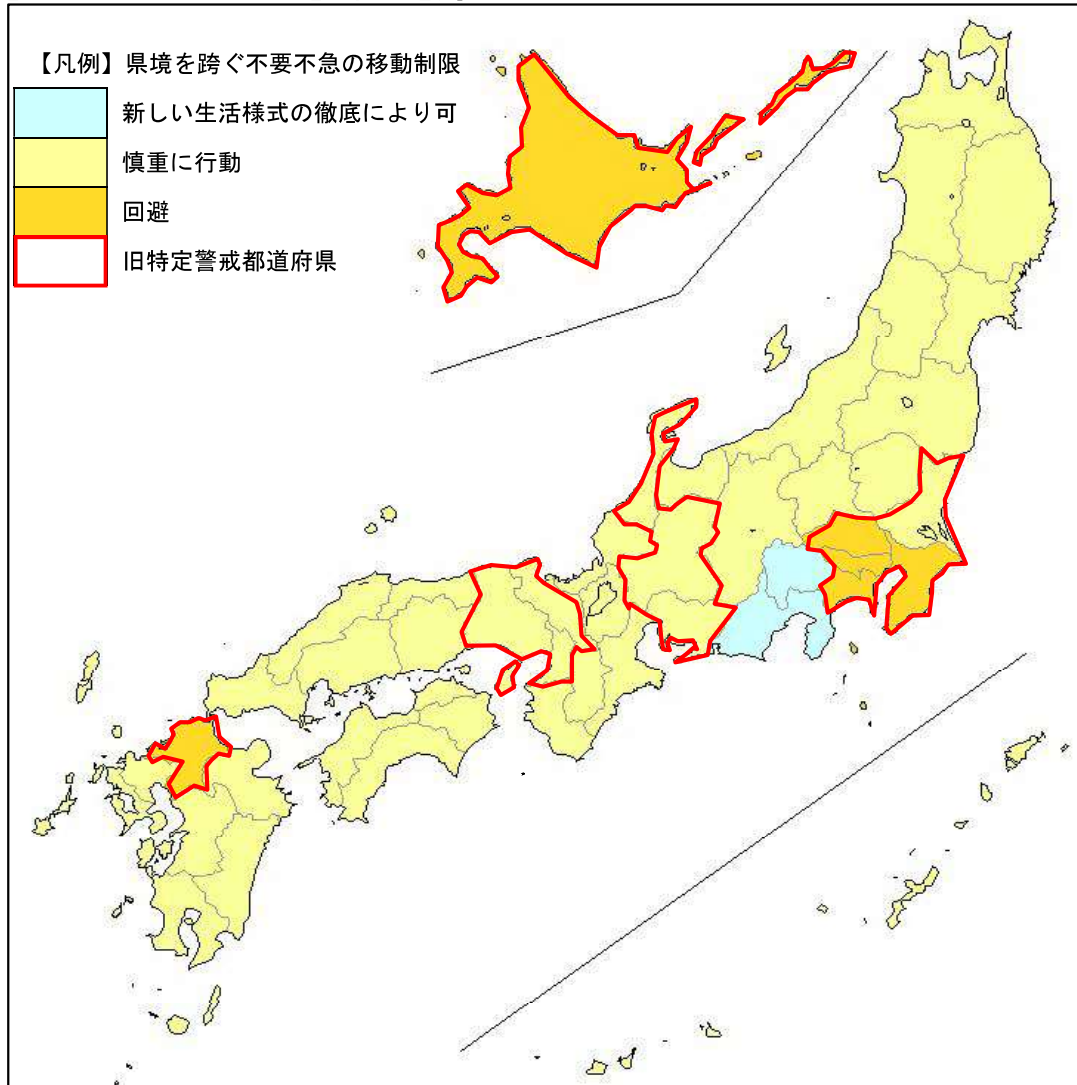 【凡例】県境を跨ぐ不要不急の移動制限
新しい生活様式の徹底により可
慎重に行動
回避
旧特定警戒都道府県